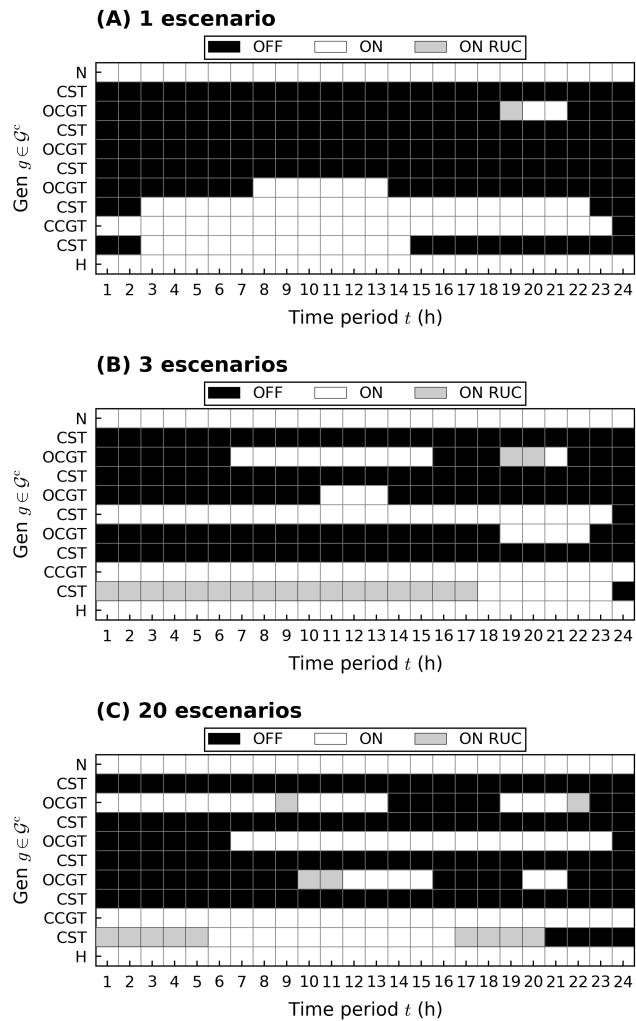 (A) 1 escenario
OFF ON ON RUC
N
CST
OCGT
CST
OCGT
CST
OCGT
CST
CCGT
CST
H
Gen g ∈ 𝒢ᶜ
1 2 3 4 5 6 7 8 9 10 11 12 13 14 15 16 17 18 19 20 21 22 23 24
Time period t (h)
(B) 3 escenarios
OFF ON ON RUC
N
CST
OCGT
CST
OCGT
CST
OCGT
CST
CCGT
CST
H
Gen g ∈ 𝒢ᶜ
1 2 3 4 5 6 7 8 9 10 11 12 13 14 15 16 17 18 19 20 21 22 23 24
Time period t (h)
(C) 20 escenarios
OFF ON ON RUC
N
CST
OCGT
CST
OCGT
CST
OCGT
CST
CCGT
CST
H
Gen g ∈ 𝒢ᶜ
1 2 3 4 5 6 7 8 9 10 11 12 13 14 15 16 17 18 19 20 21 22 23 24
Time period t (h)